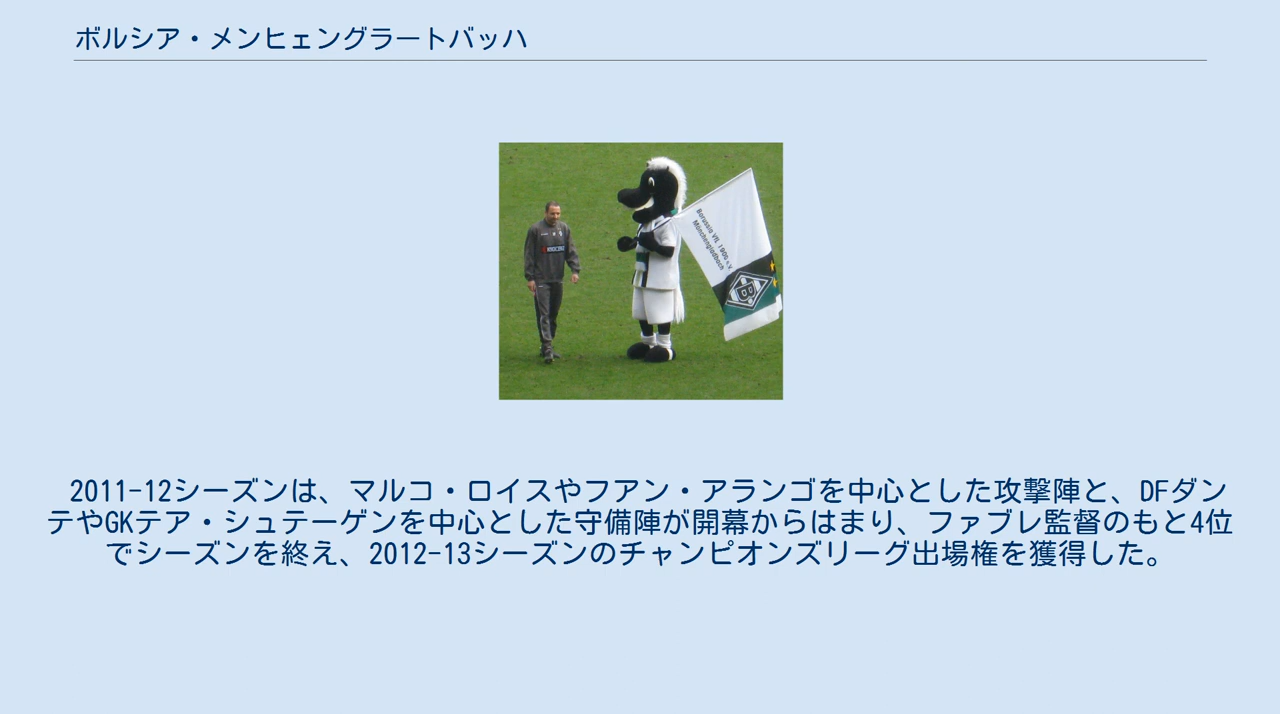 ボルシア・メンヒェングラートバッハ
Borussia VfL 1900 e.V.
Mönchengladbach
2011-12シーズンは、マルコ・ロイスやフアン・アランゴを中心とした攻撃陣と、DFダン
テやGKテア・シュテーゲンを中心とした守備陣が開幕からはまり、ファブレ監督のもと4位
でシーズンを終え、2012-13シーズンのチャンピオンズリーグ出場権を獲得した。